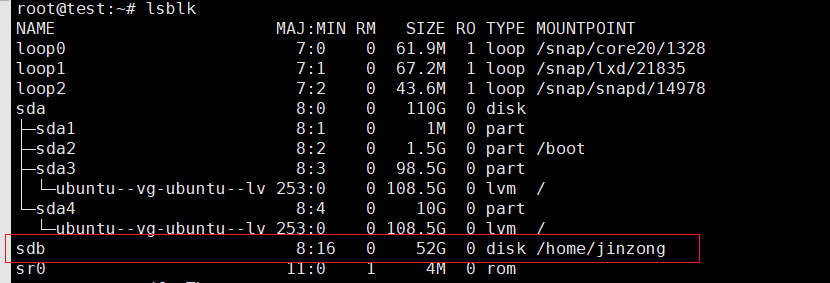 root@test:~# lsblk
NAME                      MAJ:MIN RM   SIZE RO TYPE MOUNTPOINT
loop0                       7:0    0  61.9M  1 loop /snap/core20/1328
loop1                       7:1    0  67.2M  1 loop /snap/lxd/21835
loop2                       7:2    0  43.6M  1 loop /snap/snapd/14978
sda                         8:0    0   110G  0 disk
├─sda1                      8:1    0     1M  0 part
├─sda2                      8:2    0   1.5G  0 part /boot
├─sda3                      8:3    0  98.5G  0 part
│ └─ubuntu--vg-ubuntu--lv 253:0    0 108.5G  0 lvm  /
└─sda4                      8:4    0    10G  0 part
  └─ubuntu--vg-ubuntu--lv 253:0    0 108.5G  0 lvm  /
sdb                         8:16   0    52G  0 disk /home/jinzong
sr0                        11:0    1     4M  0 rom